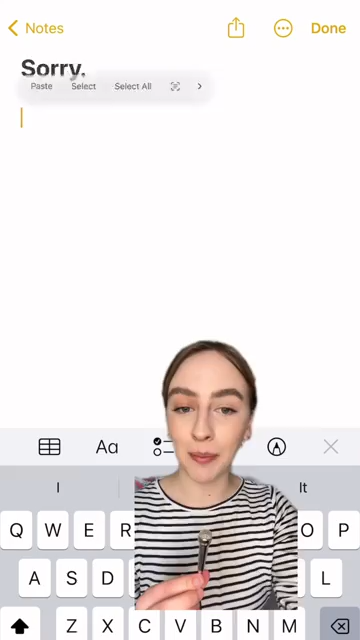 Notes
Done
Sorry.
Paste Select Select All
I It
Q W E R O P
A S D L
Z X C V B N M
Aa